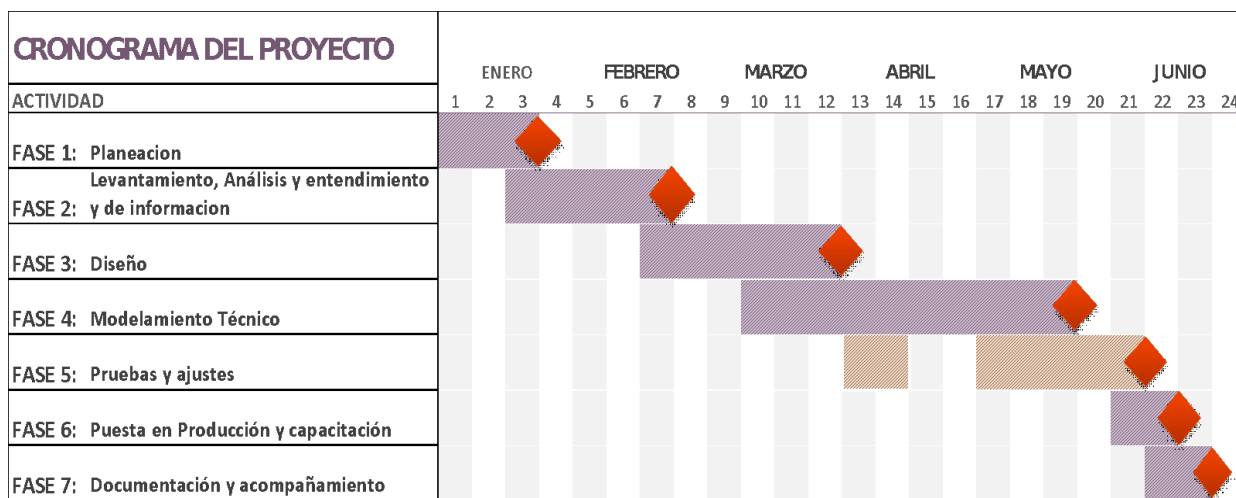 CRONOGRAMA DEL PROYECTO
ENERO FEBRERO MARZO ABRIL MAYO JUNIO
ACTIVIDAD 1 2 3 4 5 6 7 8 9 10 11 12 13 14 15 16 17 18 19 20 21 22 23 24
FASE 1: Planeacion
Levantamiento, Análisis y entendimiento
FASE 2: y de informacion
FASE 3: Diseño
FASE 4: Modelamiento Técnico
FASE 5: Pruebas y ajustes
FASE 6: Puesta en Producción y capacitación
FASE 7: Documentación y acompañamiento